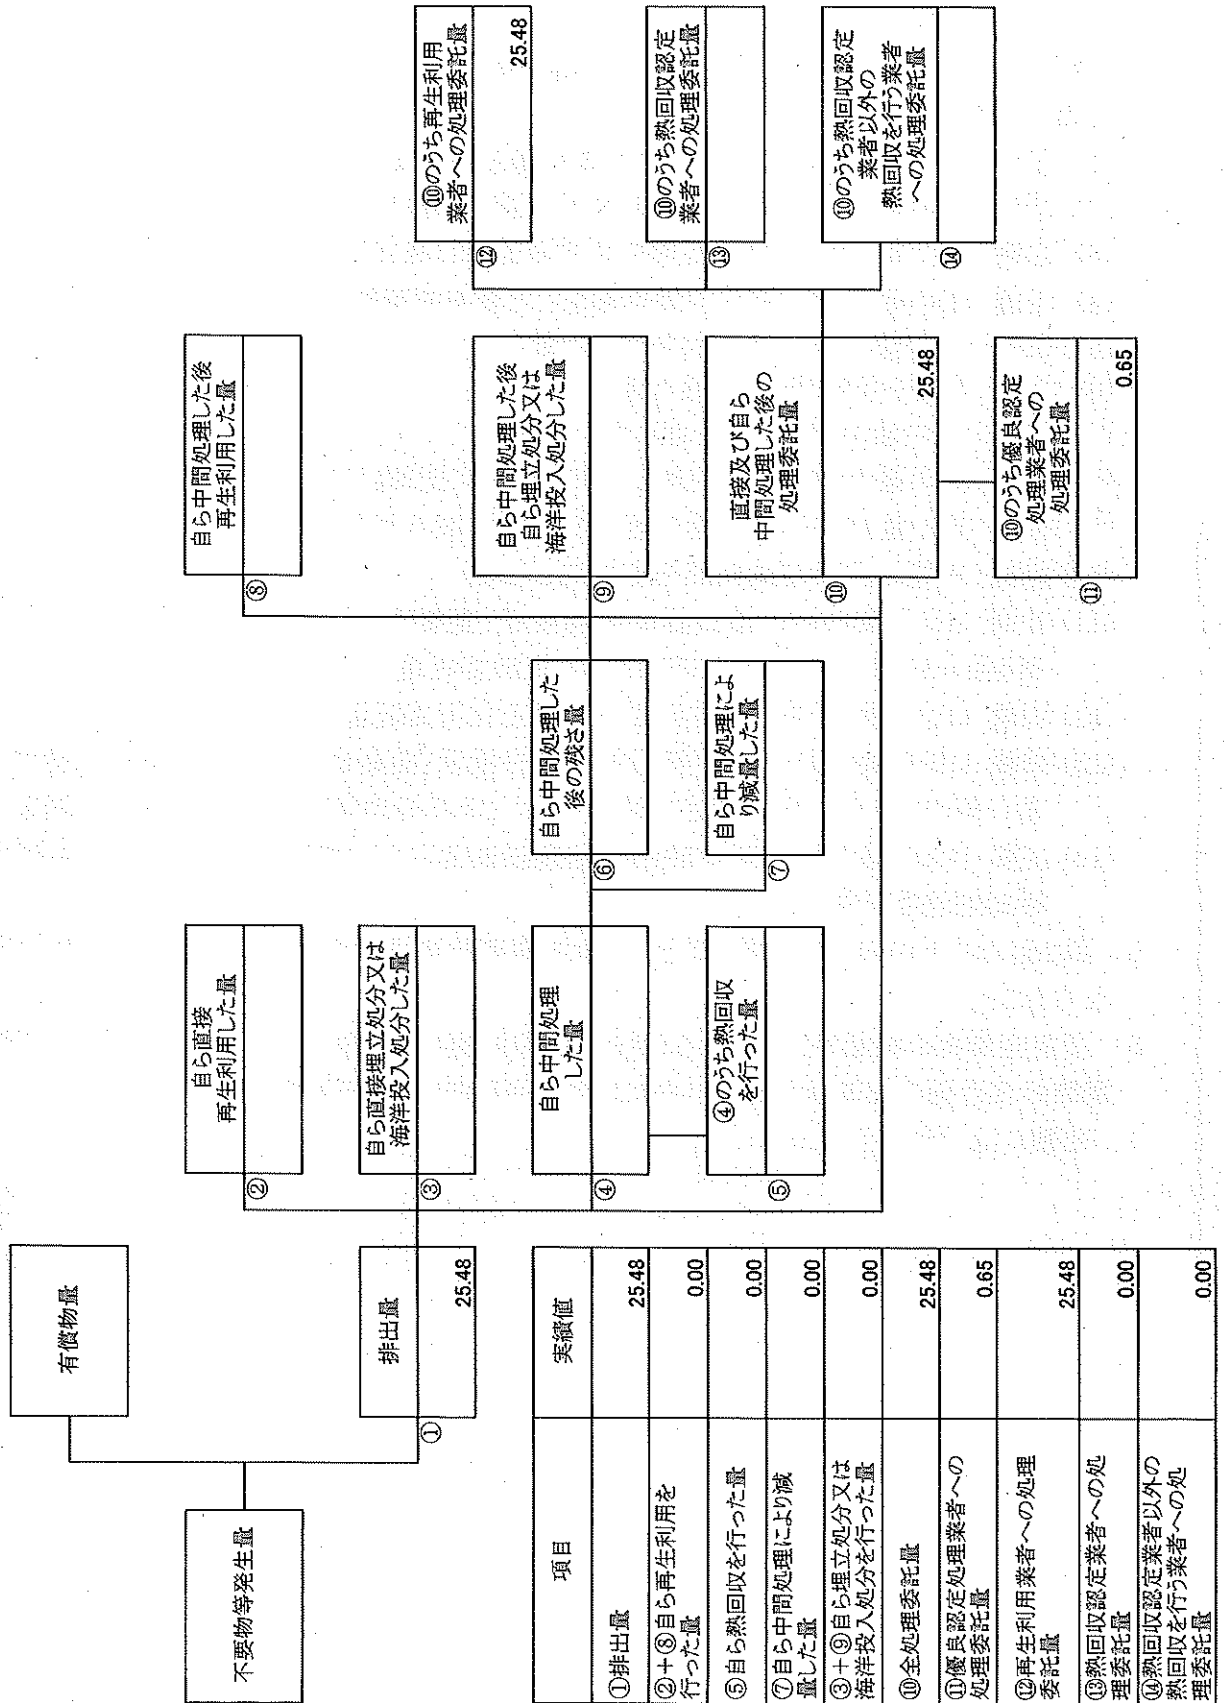 不要物等発生量
有償物量
排出量
①
25.48
自ら直接
再生利用した量
②
自ら直接埋立処分又は
海洋投入処分した量
③
自ら中間処理
した量
④
④のうち熱回収
を行った量
⑤
自ら中間処理した
後の残さ量
⑥
自ら中間処理によ
り減量した量
⑦
自ら中間処理した後
再生利用した量
⑧
自ら中間処理した後
自ら埋立処分又は
海洋投入処分した量
⑨
直接及び自ら
中間処理した後の
処理委託量
⑩
25.48
⑩のうち優良認定
処理業者への
処理委託量
⑪
0.65
⑩のうち再生利用
業者への処理委託量
⑫
25.48
⑩のうち熱回収認定
業者への処理委託量
⑬
⑩のうち熱回収認定
業者以外の
熱回収を行う業者
への処理委託量
⑭
項目 実績値
①排出量 25.48
②+⑧自ら再生利用を
行った量 0.00
⑤自ら熱回収を行った量 0.00
⑦自ら中間処理により減
量した量 0.00
③+⑨自ら埋立処分又は
海洋投入処分を行った量 0.00
⑩全処理委託量 25.48
⑪優良認定処理業者への
処理委託量 0.65
⑫再生利用業者への処理
委託量 25.48
⑬熱回収認定業者への処
理委託量 0.00
⑭熱回収認定業者以外の
熱回収を行う業者への処
理委託量 0.00